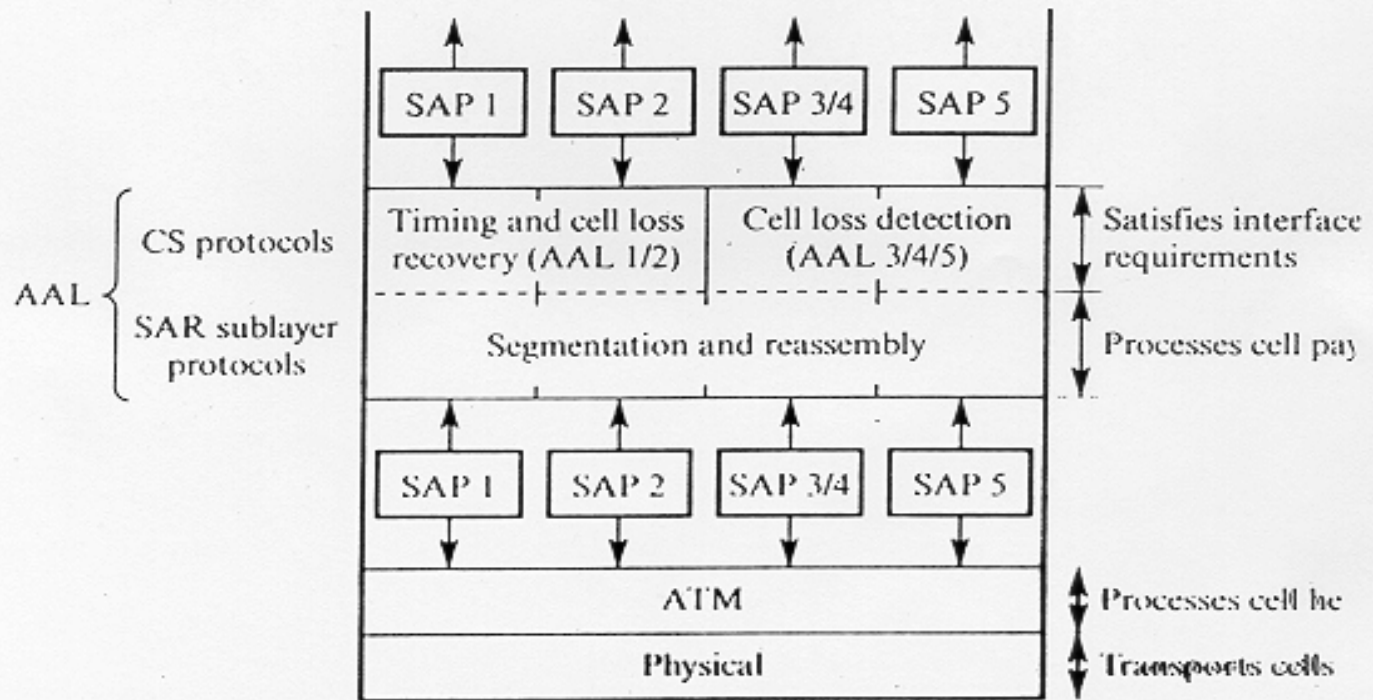 SAP 1
SAP 2
SAP 3/4
SAP 5
AAL
CS protocols
Timing and cell loss
recovery (AAL 1/2)
Cell loss detection
(AAL 3/4/5)
Satisfies interface
requirements
SAR sublayer
protocols
Segmentation and reassembly
Processes cell pay
SAP 1
SAP 2
SAP 3/4
SAP 5
ATM
Processes cell he
Physical
Transports cells